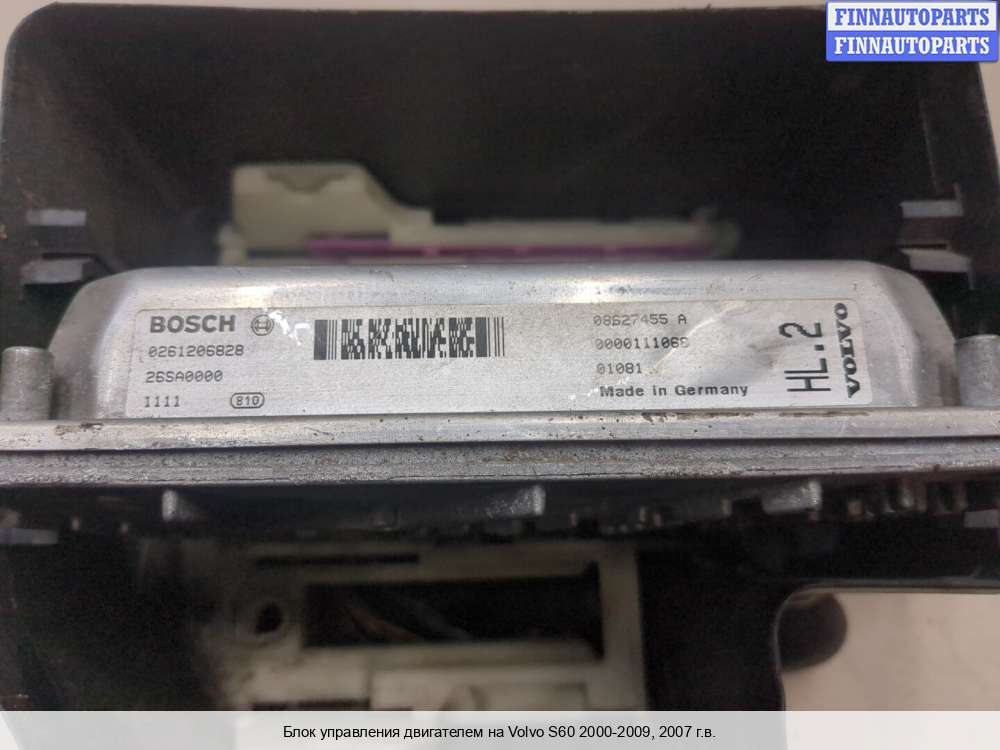 FINNAUTOPARTS
FINNAUTOPARTS
BOSCH
0261206828
26SA0000
1111 810
08627455 A
0000111068
01081
Made in Germany
HL.2
VOLVO
Блок управления двигателем на Volvo S60 2000-2009, 2007 г.в.